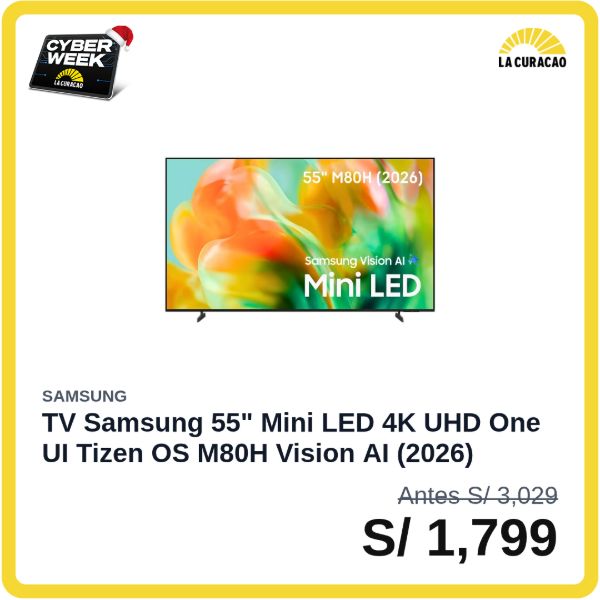 CYBER
WEEK
LA CURACAO
LA CURACAO
55" M80H (2026)
Samsung Vision AI
Mini LED
SAMSUNG
TV Samsung 55" Mini LED 4K UHD One
UI Tizen OS M80H Vision AI (2026)
Antes S/ 3,029
S/ 1,799